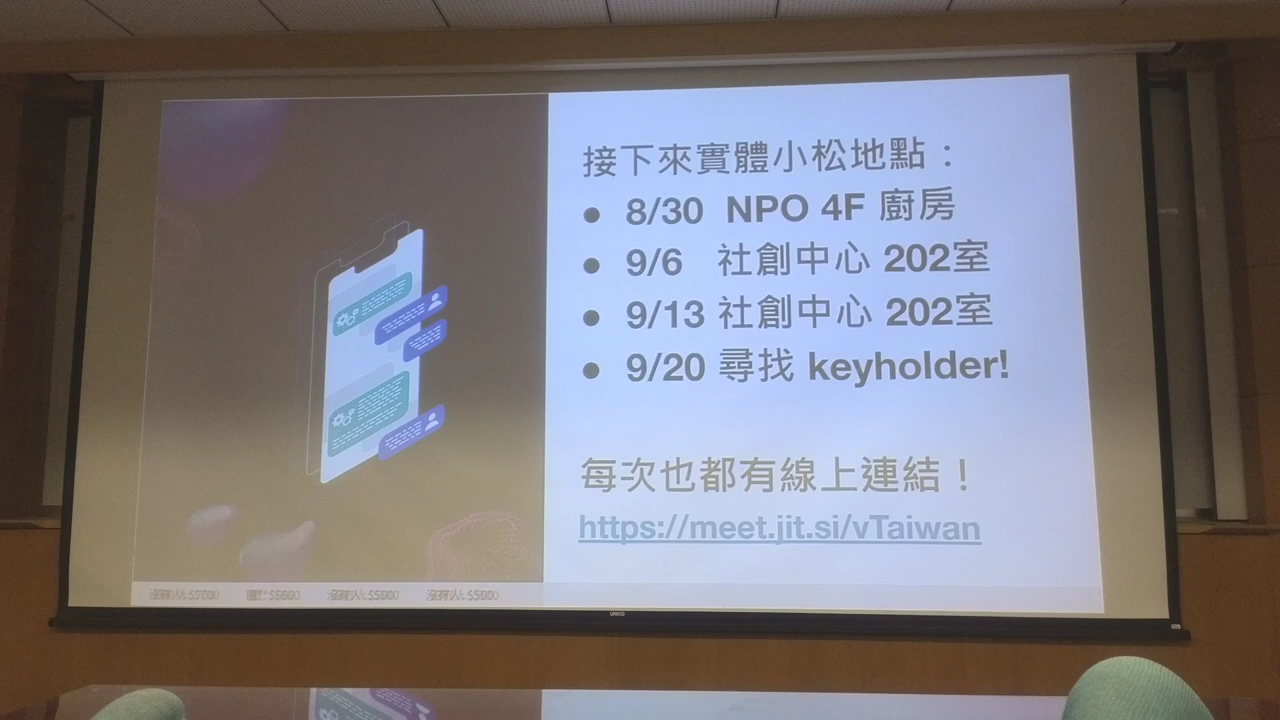 接下來實體小松地點：
● 8/30 NPO 4F 廚房
● 9/6 社創中心 202室
● 9/13 社創中心 202室
● 9/20 尋找 keyholder!
每次也都有線上連結！
https://meet.jit.si/vTaiwan